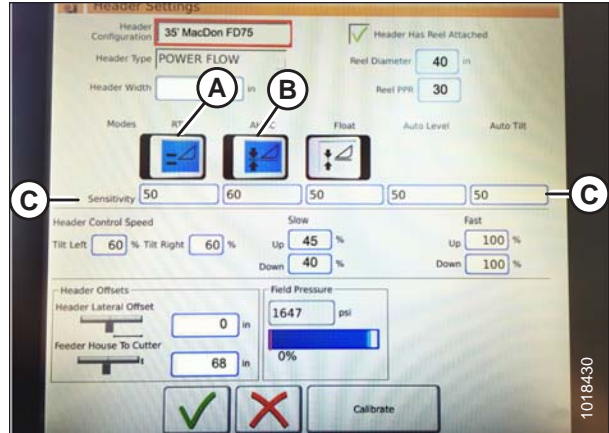 Header Settings
Header Configuration 35' MacDon FD75
Header Has Reel Attached
Header Type POWER FLOW
Reel Diameter 40 in
Header Width in
Reel PPR 30
A
B
Modes Float Auto Level Auto Tilt
C Sensitivity 50 60 50 50 50 C
Header Control Speed Slow Fast
Tilt Left 60 % Tilt Right 60 % Up 45 % Up 100 %
Down 40 % Down 100 %
Header Offsets Field Pressure
Header Lateral Offset 0 in
1647 psi
0%
Feeder House To Cutter 68 in
Calibrate
1018430